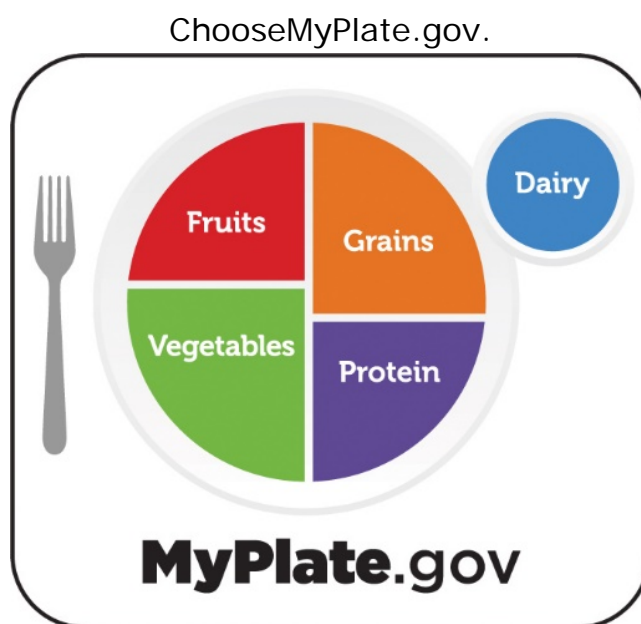 ChooseMyPlate.gov.
Dairy
Fruits
Grains
Vegetables
Protein
MyPlate.gov